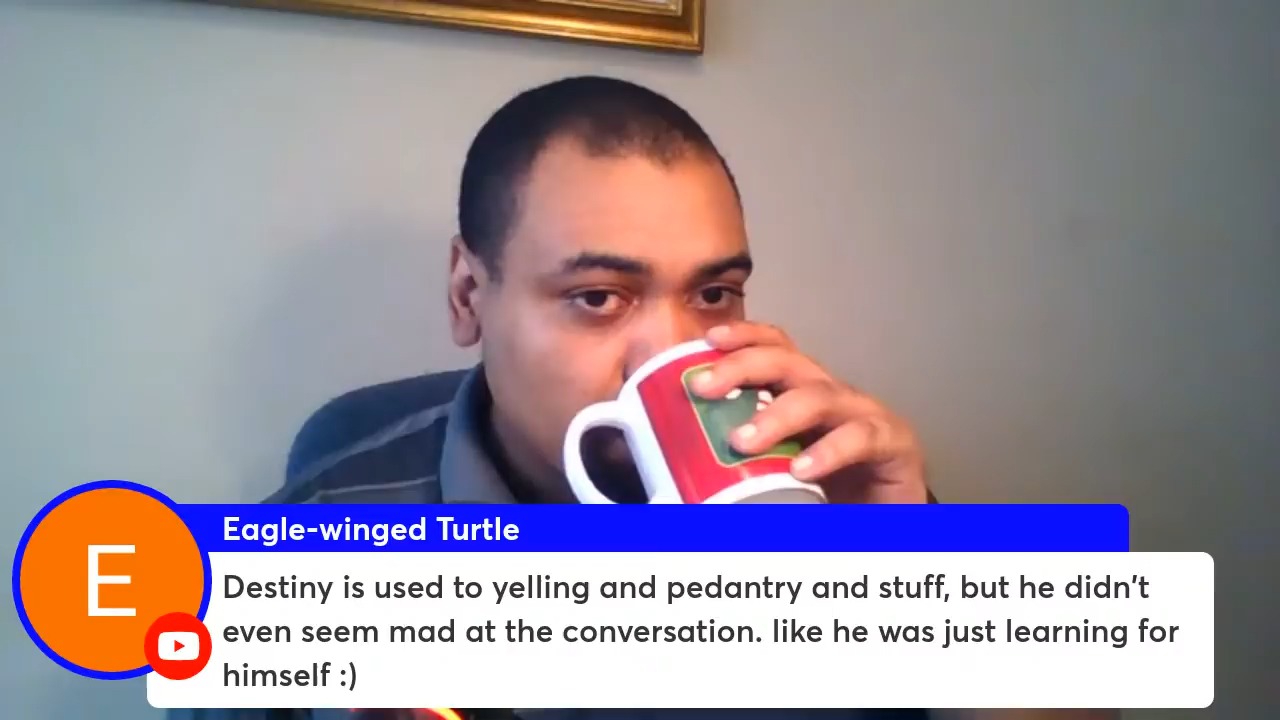 Eagle-winged Turtle
E
Destiny is used to yelling and pedantry and stuff, but he didn't
even seem mad at the conversation. like he was just learning for
himself :)